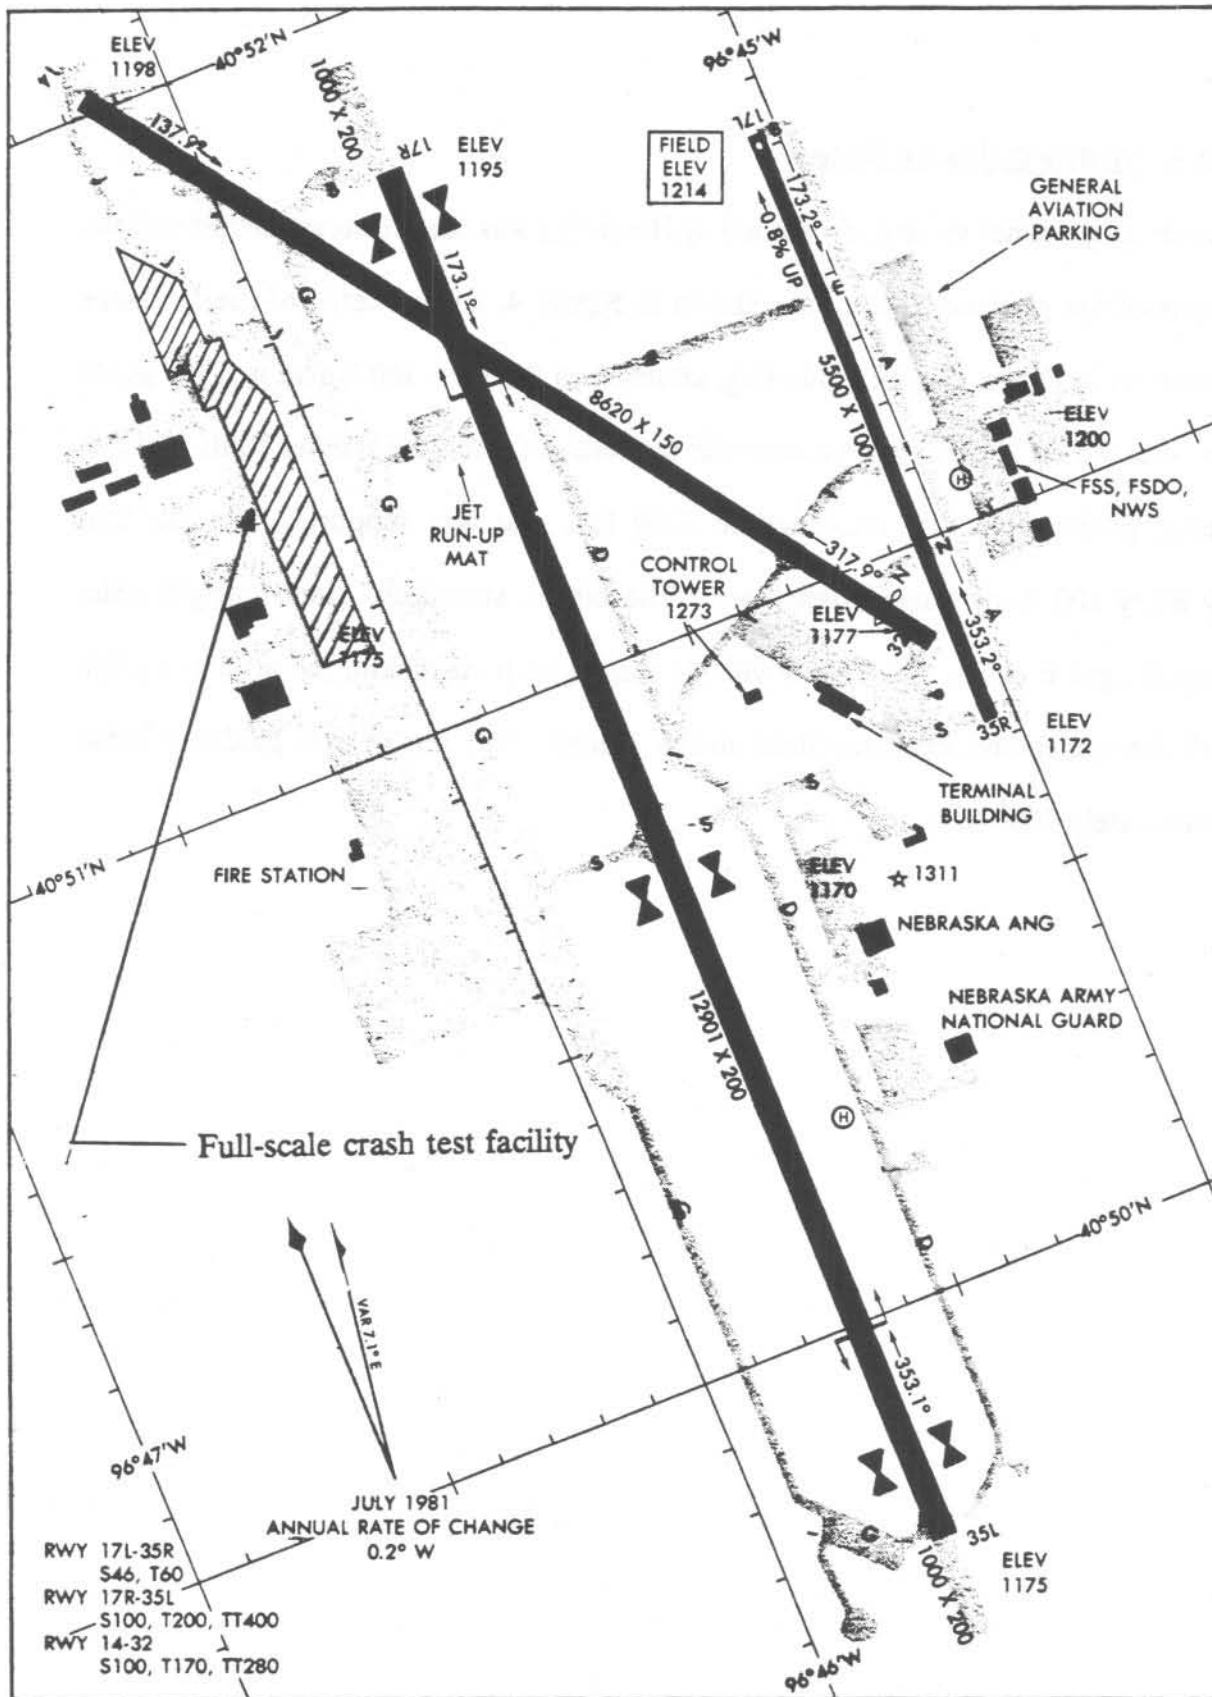 ELEV
1198
40°52'N
96°45'W
14
1000 X 200
17R
ELEV
1195
FIELD
ELEV
1214
17L
137.9°
173.1°
173.2°
0.8% UP
GENERAL
AVIATION
PARKING
G
A
E
8620 X 150
5500 X 100
ELEV
1200
FSS, FSDO,
NWS
H
G
JET
RUN-UP
MAT
D
CONTROL
TOWER
1273
317.9°
ELEV
1177
32
N
A
353.2°
35R
ELEV
1172
ELEV
1175
G
S
TERMINAL
BUILDING
S
S
S
40°51'N
FIRE STATION
ELEV
1170
1311
D
NEBRASKA ANG
12901 X 200
NEBRASKA ARMY
NATIONAL GUARD
H
Full-scale crash test facility
G
D
40°50'N
VAR 7.1° E
353.1°
96°47'W
JULY 1981
ANNUAL RATE OF CHANGE
0.2° W
G
35L
ELEV
1175
1000 X 200
96°46'W
RWY 17L-35R
S46, T60
RWY 17R-35L
S100, T200, TT400
RWY 14-32
S100, T170, TT280